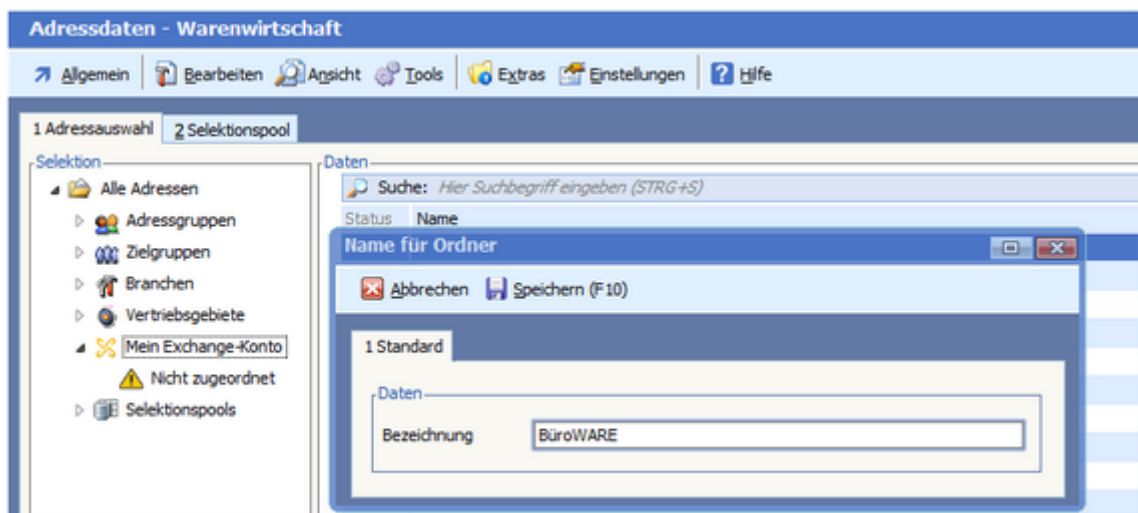 Adressdaten - Warenwirtschaft
Allgemein Bearbeiten Ansicht Tools Extras Einstellungen Hilfe
1 Adressauswahl 2 Selektionspool
Selektion
Alle Adressen
Adressgruppen
Zielgruppen
Branchen
Vertriebsgebiete
Mein Exchange-Konto
Nicht zugeordnet
Selektionspools
Daten
Suche: Hier Suchbegriff eingeben (STRG+S)
Status Name
Name für Ordner
Abbrechen Speichern (F10)
1 Standard
Daten
Bezeichnung BüroWARE